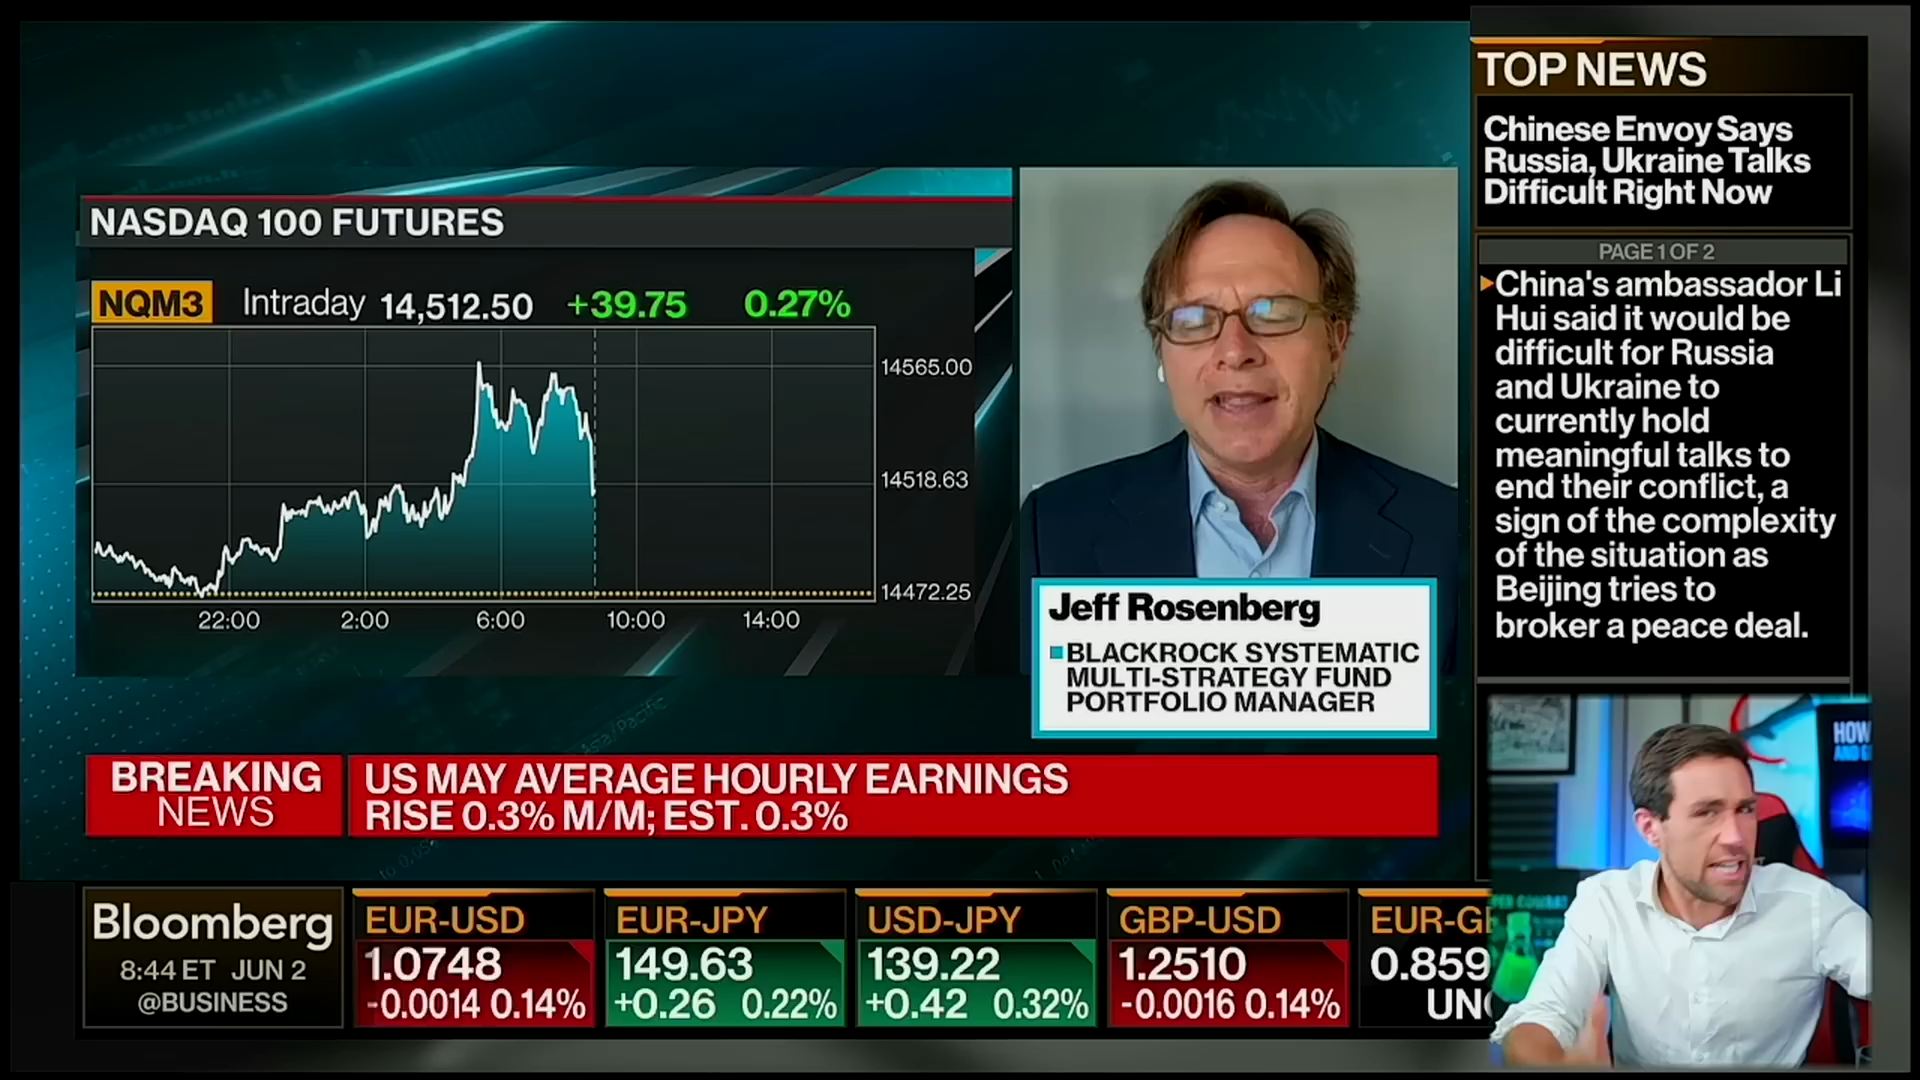 NASDAQ 100 FUTURES
NQM3 Intraday 14,512.50 +39.75 0.27%
14565.00
14518.63
14472.25
22:00 2:00 6:00 10:00 14:00
Jeff Rosenberg
BLACKROCK SYSTEMATIC
MULTI-STRATEGY FUND
PORTFOLIO MANAGER
BREAKING
NEWS
US MAY AVERAGE HOURLY EARNINGS
RISE 0.3% M/M; EST. 0.3%
TOP NEWS
Chinese Envoy Says
Russia, Ukraine Talks
Difficult Right Now
PAGE 1 OF 2
China's ambassador Li
Hui said it would be
difficult for Russia
and Ukraine to
currently hold
meaningful talks to
end their conflict, a
sign of the complexity
of the situation as
Beijing tries to
broker a peace deal.
HOW
Bloomberg
8:44 ET JUN 2
@BUSINESS
EUR-USD
1.0748
-0.0014 0.14%
EUR-JPY
149.63
+0.26 0.22%
USD-JPY
139.22
+0.42 0.32%
GBP-USD
1.2510
-0.0016 0.14%
EUR-G
0.859
UNC